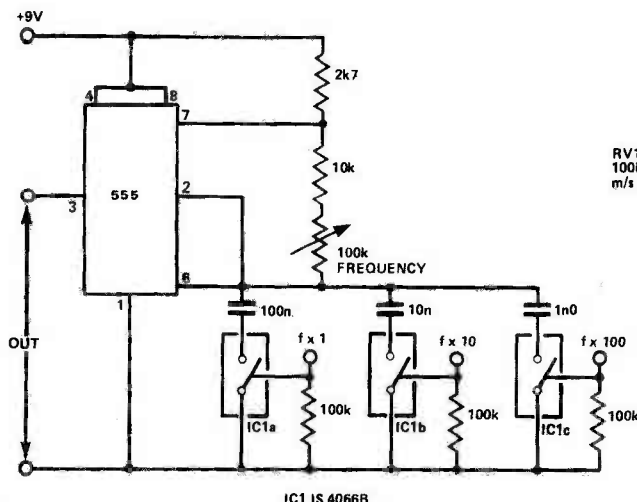 +9V
4
8
2k7
7
10k
RV1
100
m/s
555
2
3
100k
FREQUENCY
6
1
100n
10n
1n0
OUT
f x 1
f x 10
f x 100
100k
100k
100k
IC1a
IC1b
IC1c
IC1 IS 4066B